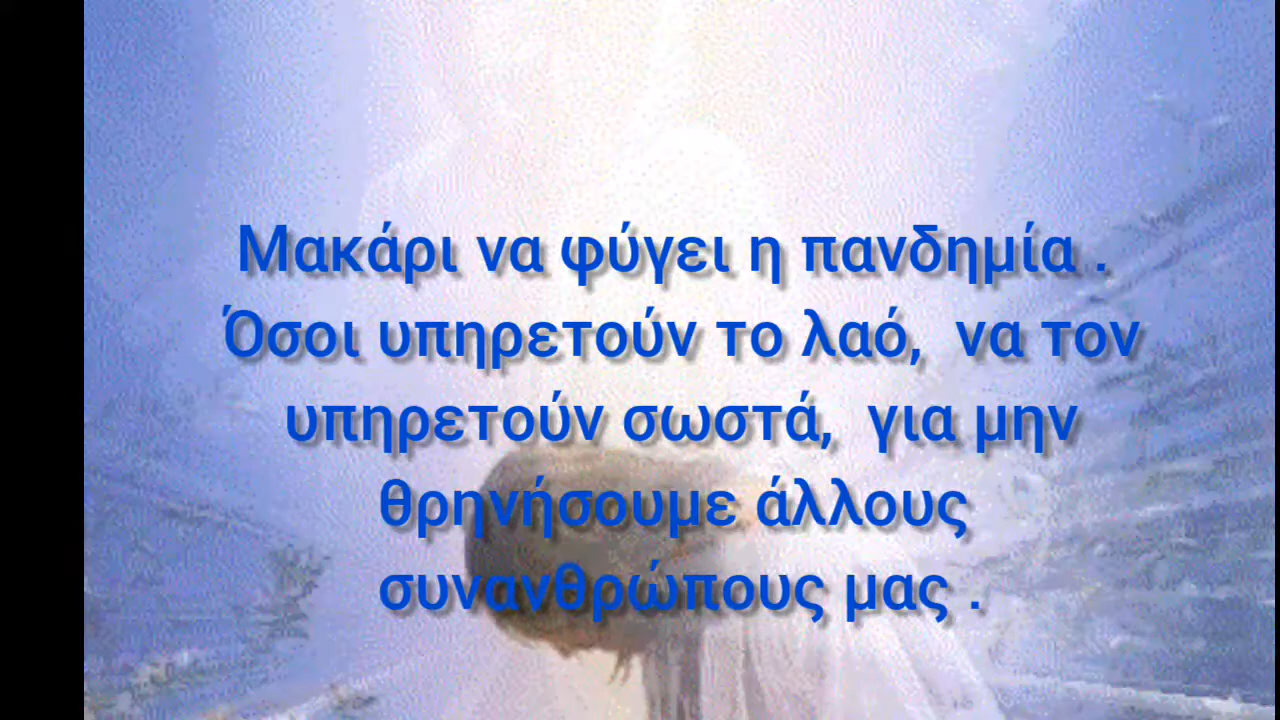 Μακάρι να φύγει η πανδημία .
Όσοι υπηρετούν το λαό, να τον
υπηρετούν σωστά, για μην
θρηνήσουμε άλλους
συνανθρώπους μας .